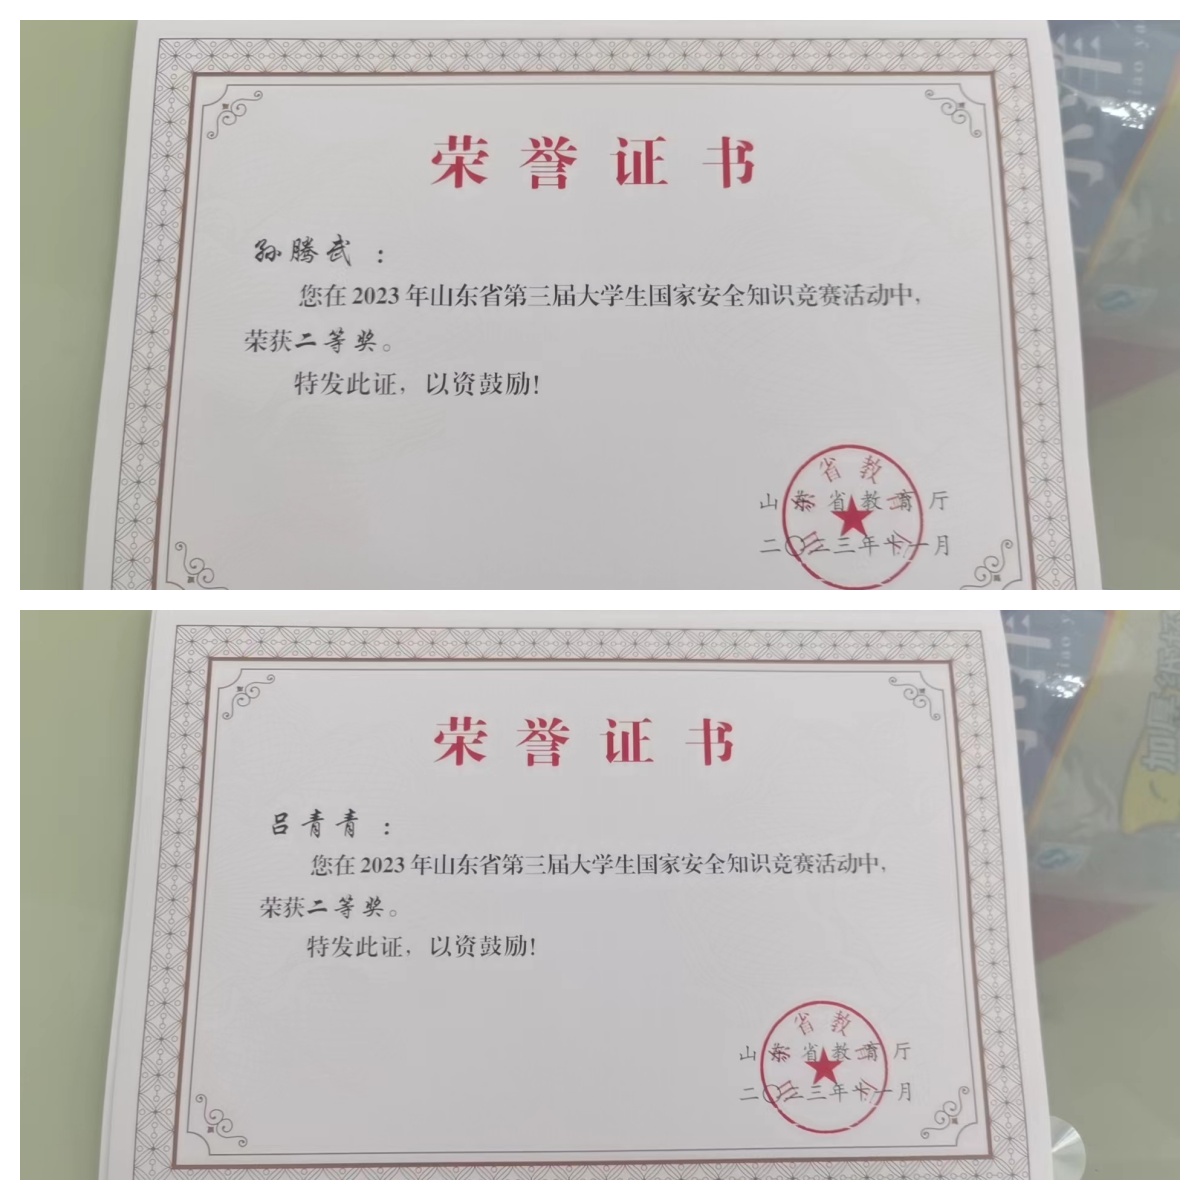 荣誉证书
孙腾武：
您在2023年山东省第三届大学生国家安全知识竞赛活动中，
荣获二等奖。
特发此证，以资鼓励！
山东省教育厅
二〇二三年十一月
荣誉证书
吕青青：
您在2023年山东省第三届大学生国家安全知识竞赛活动中，
荣获二等奖。
特发此证，以资鼓励！
山东省教育厅
二〇二三年十一月
加厚